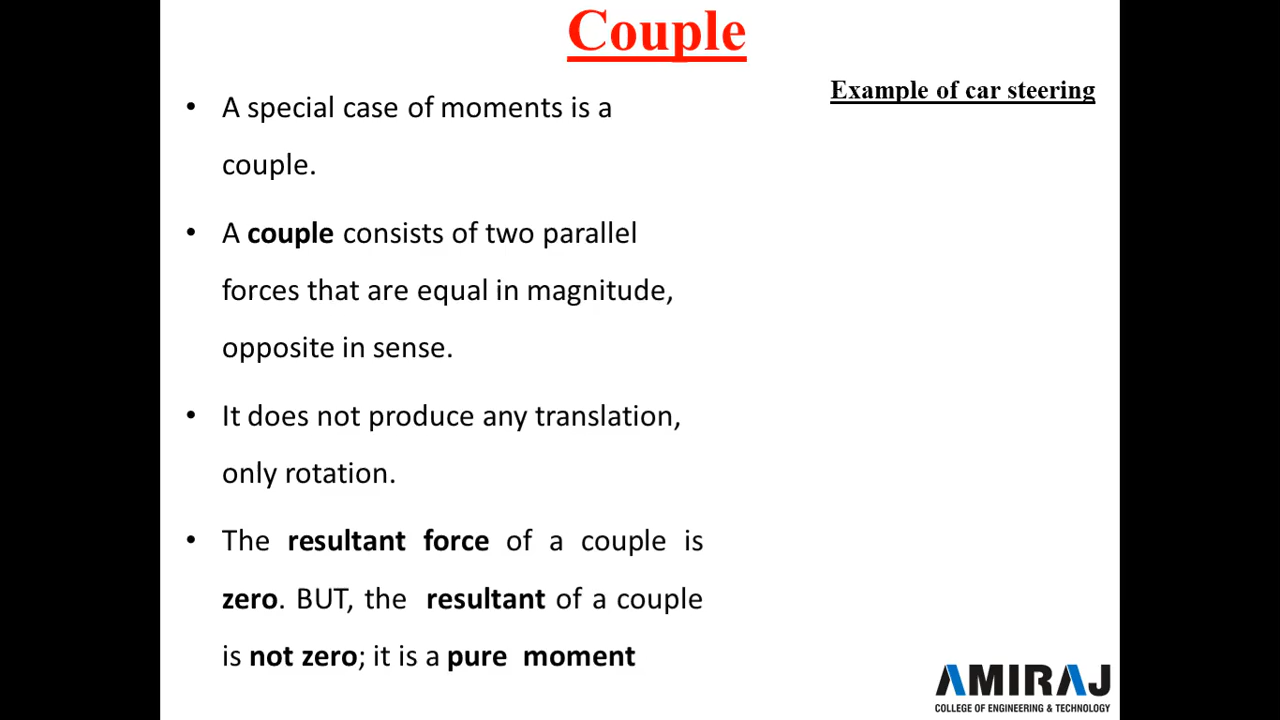 Couple
Example of car steering
• A special case of moments is a
couple.
• A couple consists of two parallel
forces that are equal in magnitude,
opposite in sense.
• It does not produce any translation,
only rotation.
• The resultant force of a couple is
zero. BUT, the resultant of a couple
is not zero; it is a pure moment
AMIRAJ
COLLEGE OF ENGINEERING & TECHNOLOGY